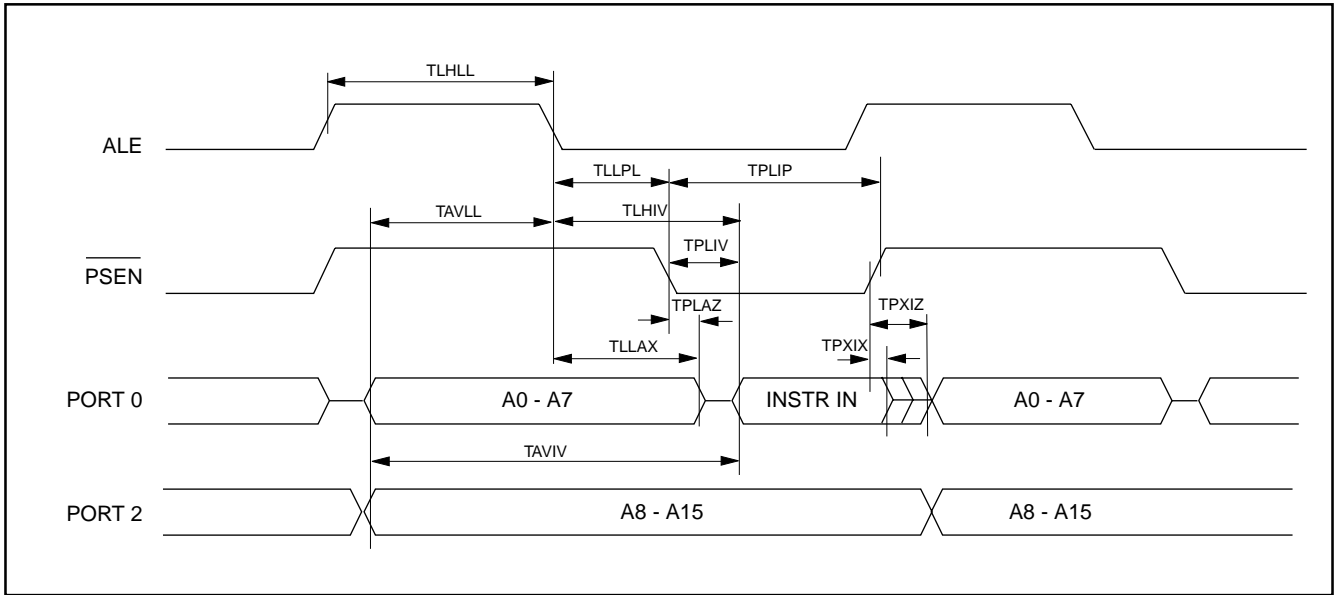 TLHLL
ALE
TLLPL
TPLIP
TAVLL
TLHIV
TPLIV
PSEN
TPLAZ
TPXIZ
TLLAX
TPXIX
PORT 0
A0 - A7
INSTR IN
A0 - A7
TAVIV
PORT 2
A8 - A15
A8 - A15